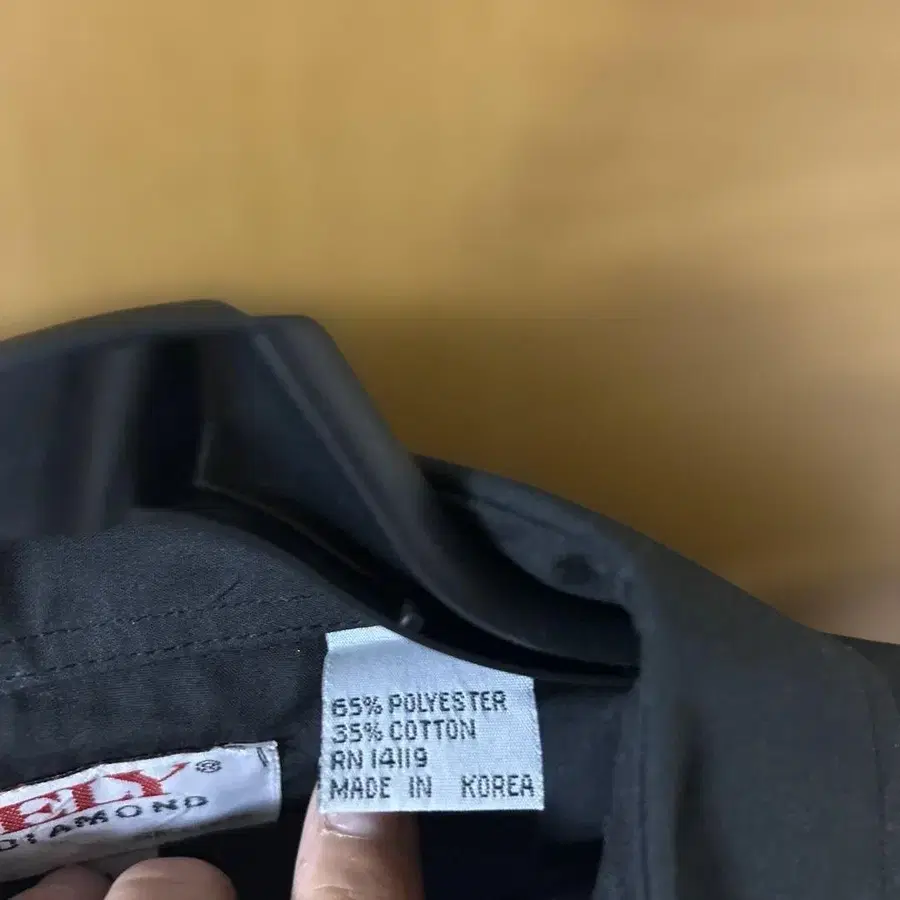 65% POLYESTER
35% COTTON
RN 14119
MADE IN KOREA
ELY®
DIAMOND